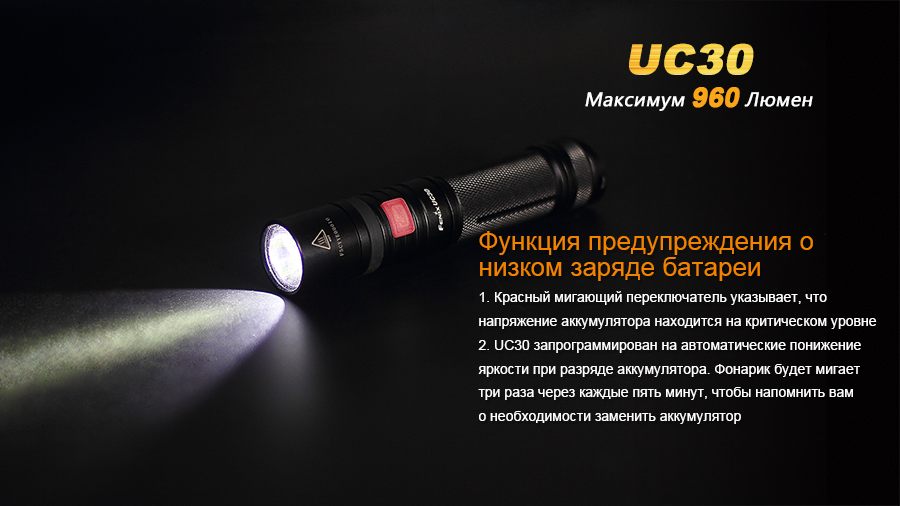 UC30
Максимум 960 Люмен
Fenix UC30
Функция предупреждения о
низком заряде батареи
1. Красный мигающий переключатель указывает, что
напряжение аккумулятора находится на критическом уровне
2. UC30 запрограммирован на автоматические понижение
яркости при разряде аккумулятора. Фонарик будет мигает
три раза через каждые пять минут, чтобы напомнить вам
о необходимости заменить аккумулятор